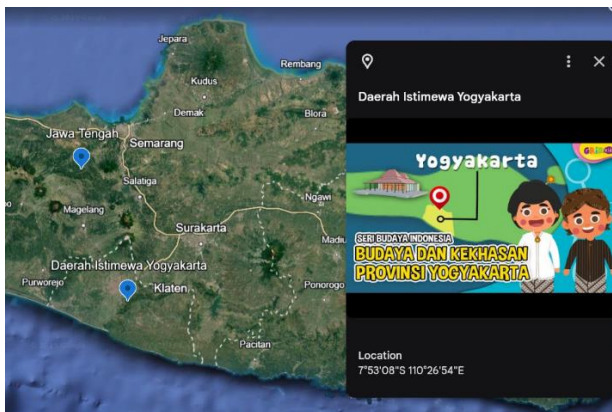 Jepara
Rembang
Kudus
Demak
Blora
Jawa Tengah
Semarang
Salatiga
Ngawi
Magelang
Surakarta
Madiu
Daerah Istimewa Yogyakarta
Purworejo
Klaten
Ponorogo
Pacitan
Daerah Istimewa Yogyakarta
Yogyakarta
SERI BUDAYA INDONESIA
BUDAYA DAN KEKHASAN
PROVINSI YOGYAKARTA
Location
7°53'08"S 110°26'54"E